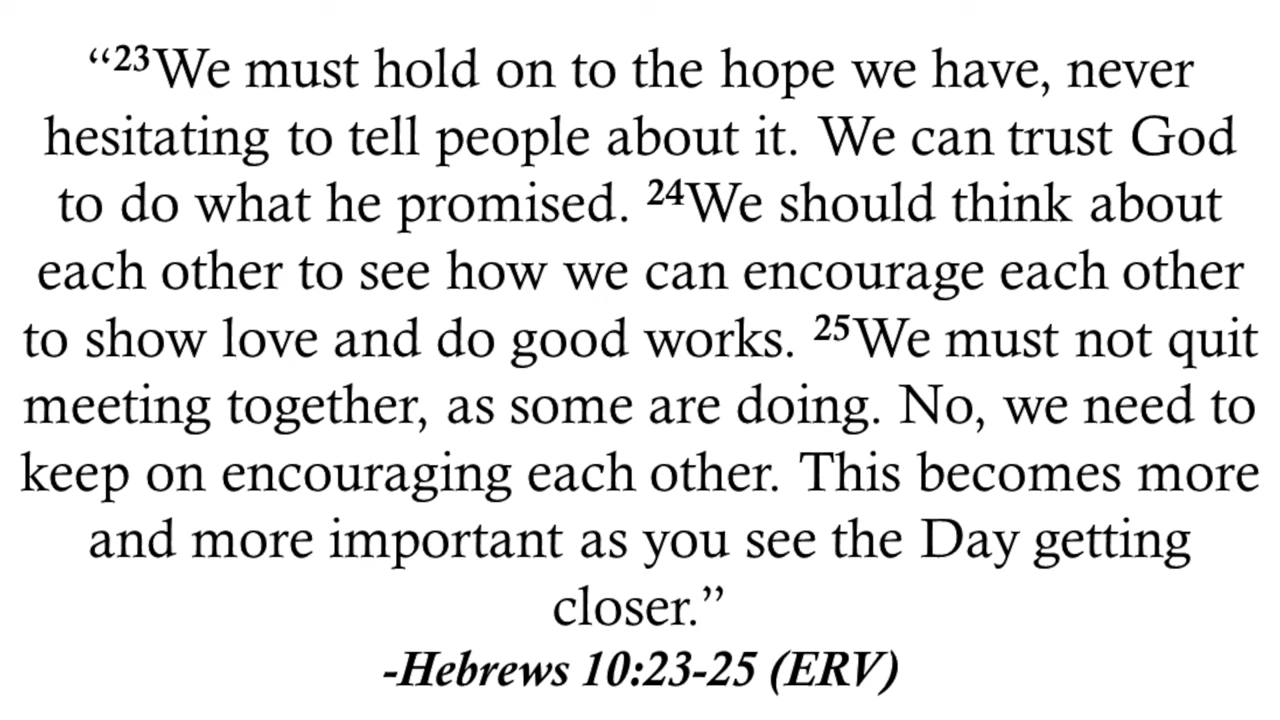 “²³We must hold on to the hope we have, never
hesitating to tell people about it. We can trust God
to do what he promised. ²⁴We should think about
each other to see how we can encourage each other
to show love and do good works. ²⁵We must not quit
meeting together, as some are doing. No, we need to
keep on encouraging each other. This becomes more
and more important as you see the Day getting
closer.”
-Hebrews 10:23-25 (ERV)